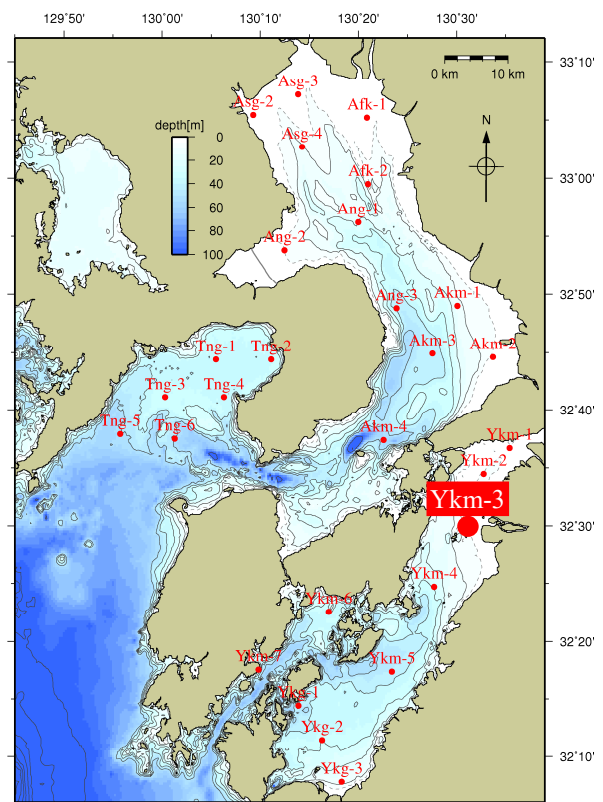 129˚50' 130˚00' 130˚10' 130˚20' 130˚30'
33˚10'
0 km 10 km
Asg-3
Asg-2
Afk-1
N
depth[m]
0
20
40
60
80
100
Asg-4
Afk-2
33˚00'
Ang-1
Ang-2
Ang-3
Akm-1
32˚50'
Tng-1
Tng-2
Akm-3
Akm-2
Tng-3
Tng-4
Tng-5
Tng-6
Akm-4
32˚40'
Ykm-1
Ykm-2
Ykm-3
32˚30'
Ykm-4
Ykm-6
32˚20'
Ykm-7
Ykm-5
Ykg-1
Ykg-2
32˚10'
Ykg-3